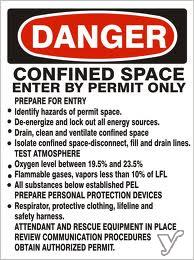 DANGER
CONFINED SPACE
ENTER BY PERMIT ONLY
PREPARE FOR ENTRY
• Identify hazards of permit space.
• De-energize and lock out all energy sources.
• Drain, clean and ventilate confined space
• Isolate confined space-disconnect, fill and drain lines.
TEST ATMOSPHERE
• Oxygen level between 19.5% and 23.5%
• Flammable gases, vapors less than 10% of LFL
• All substances below established PEL
PREPARE PERSONAL PROTECTION DEVICES
• Respirator, protective clothing, lifeline and
safety harness.
ATTENDANT AND RESCUE EQUIPMENT IN PLACE
REVIEW COMMUNICATION PROCEDURES
OBTAIN AUTHORIZED PERMIT.
y